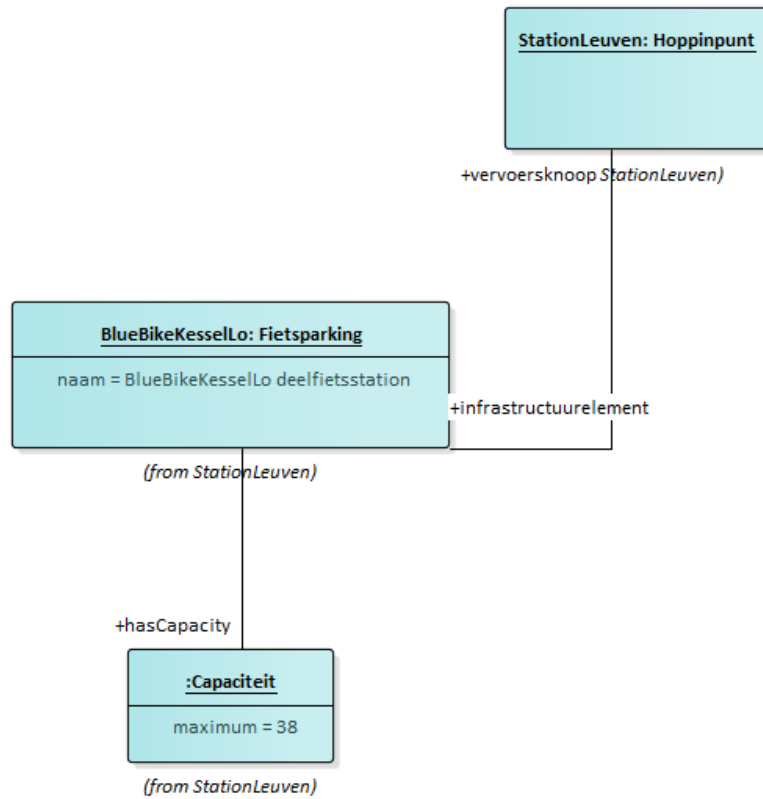 StationLeuven: Hoppinpunt
+vervoersknoop StationLeuven)
BlueBikeKesselLo: Fietsparking
naam = BlueBikeKesselLo deelfietsstation
+infrastructuurelement
(from StationLeuven)
+hasCapacity
:Capaciteit
maximum = 38
(from StationLeuven)